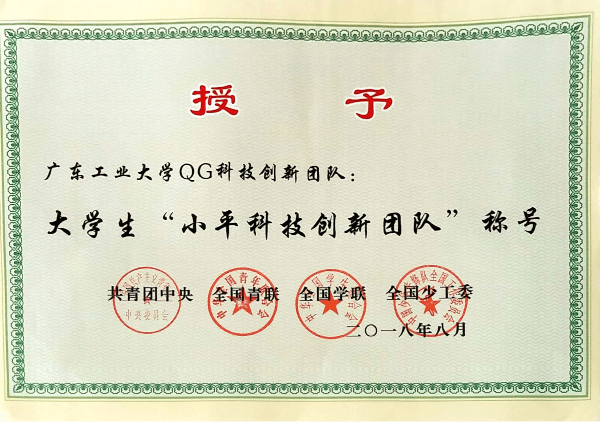 授 予
广东工业大学QG科技创新团队：
大学生“小平科技创新团队”称号
共青团中央 全国青联 全国学联 全国少工委
二〇一八年八月